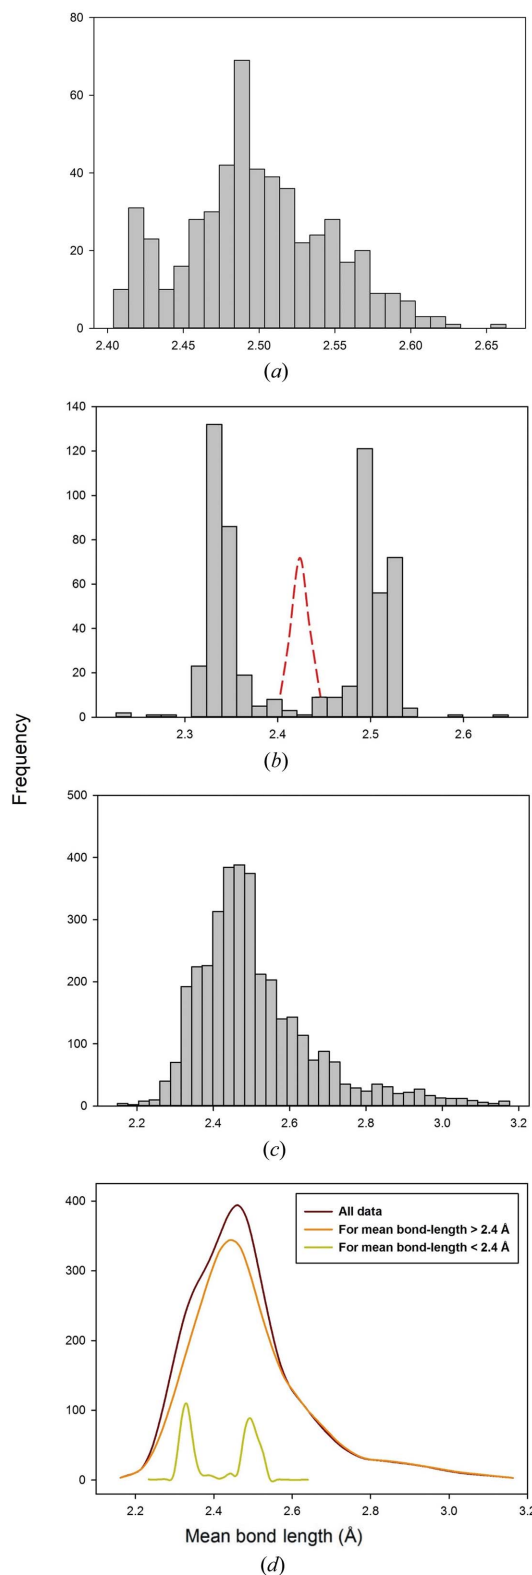 80
60
40
20
0
2.40 2.45 2.50 2.55 2.60 2.65
(a)
140
120
100
80
60
40
20
0
2.3 2.4 2.5 2.6
(b)
Frequency
500
400
300
200
100
0
2.2 2.4 2.6 2.8 3.0 3.2
(c)
400
300
200
100
0
All data
For mean bond-length > 2.4 Å
For mean bond-length < 2.4 Å
2.2 2.4 2.6 2.8 3.0 3.2
Mean bond length (Å)
(d)